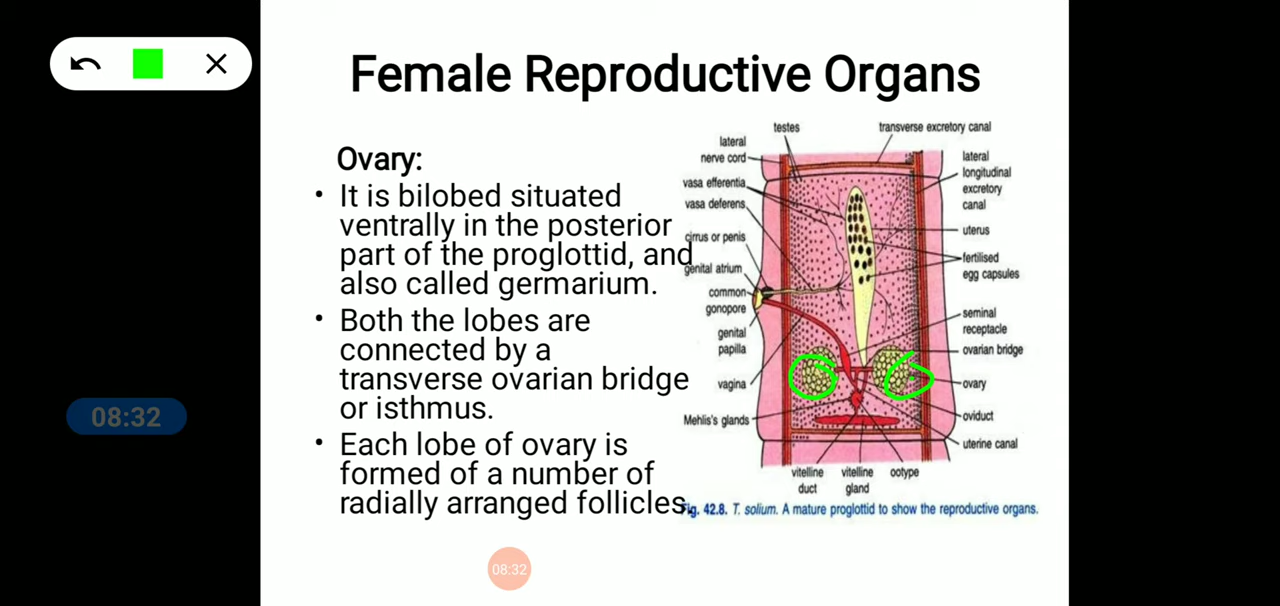 Female Reproductive Organs
Ovary:
• It is bilobed situated
ventrally in the posterior
part of the proglottid, and
also called germarium.
• Both the lobes are
connected by a
transverse ovarian bridge
or isthmus.
• Each lobe of ovary is
formed of a number of
radially arranged follicles.
testes
transverse excretory canal
lateral
nerve cord
vasa efferentia
vasa deferens
cirrus or penis
genital atrium
common
gonopore
genital
papilla
vagina
Mehlis's glands
lateral
longitudinal
excretory
canal
uterus
fertilised
egg capsules
seminal
receptacle
ovarian bridge
ovary
oviduct
uterine canal
vitelline
duct
vitelline
gland
ootype
Fig. 42.8. T. solium. A mature proglottid to show the reproductive organs.
08:32
08:32